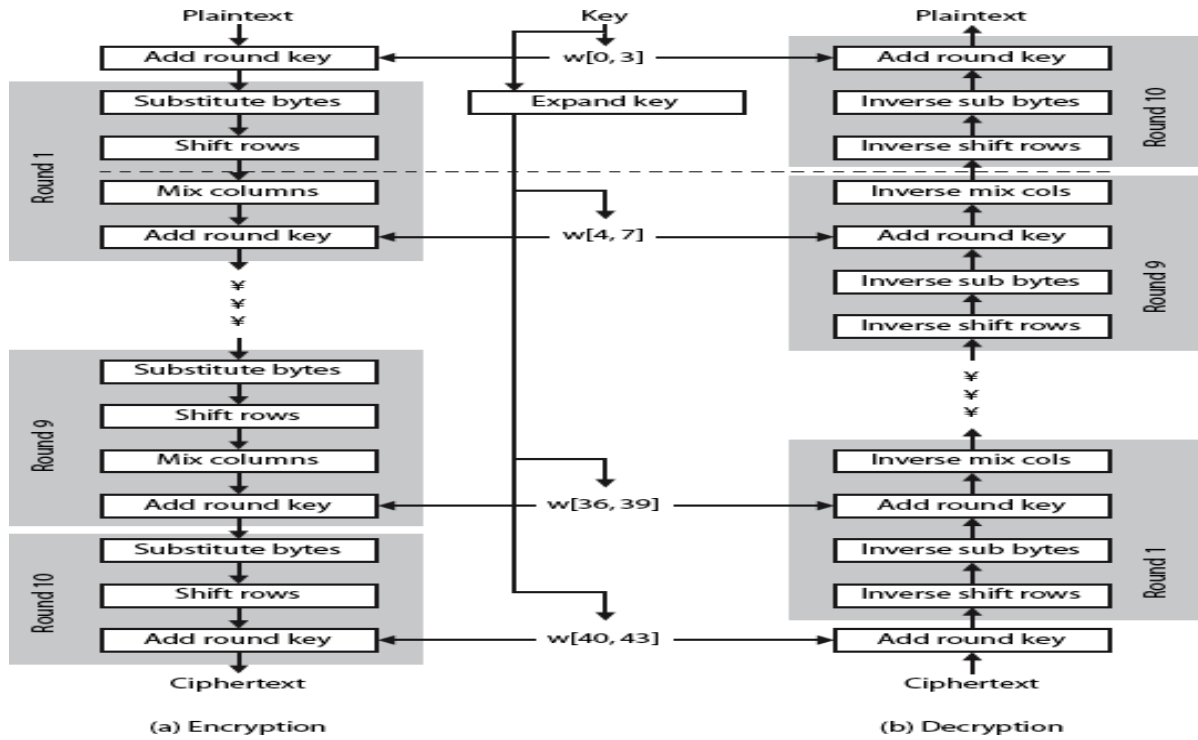 Plaintext
Add round key
Substitute bytes
Shift rows
Mix columns
Add round key
Round 1
¥
¥
¥
Substitute bytes
Shift rows
Mix columns
Add round key
Round 9
Substitute bytes
Shift rows
Add round key
Round 10
Ciphertext
(a) Encryption
Key
w[0, 3]
Expand key
w[4, 7]
w[36, 39]
w[40, 43]
Plaintext
Add round key
Inverse sub bytes
Inverse shift rows
Round 10
Inverse mix cols
Add round key
Inverse sub bytes
Inverse shift rows
Round 9
¥
¥
¥
Inverse mix cols
Add round key
Inverse sub bytes
Inverse shift rows
Round 1
Add round key
Ciphertext
(b) Decryption